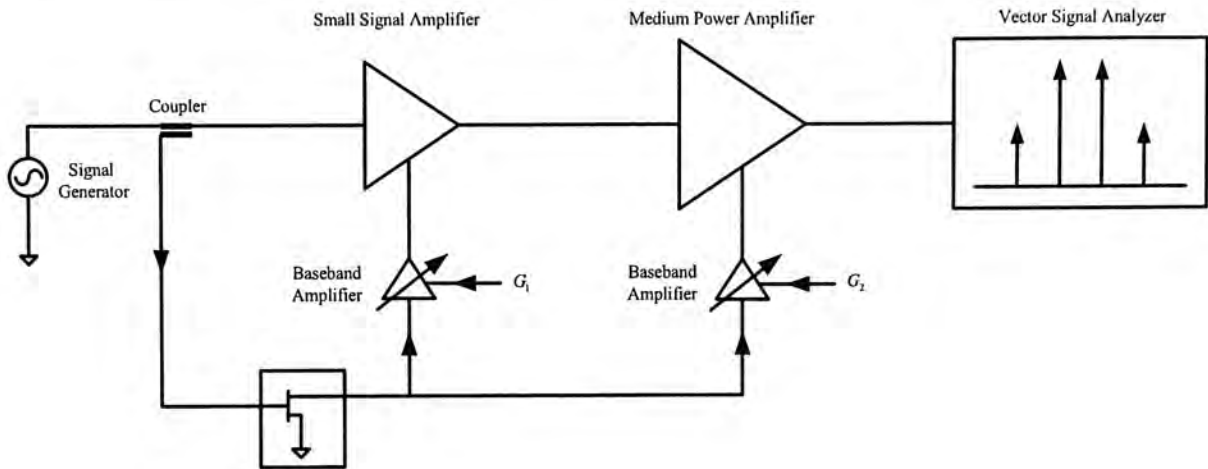 Small Signal Amplifier
Medium Power Amplifier
Vector Signal Analyzer
Coupler
Signal
Generator
Baseband
Amplifier
G₁
Baseband
Amplifier
G₂